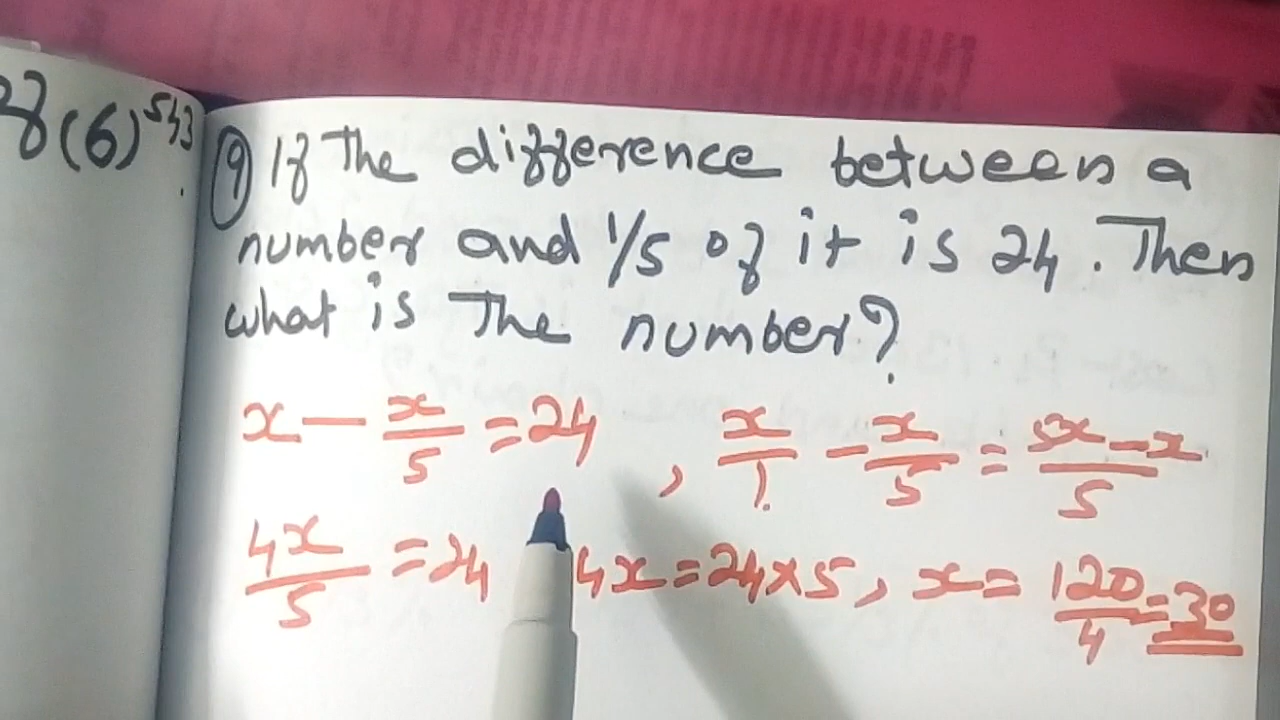 (6)⁵⁴³
⑨ If The difference between a
number and 1/5 of it is 24. Then
what is The number?
x - x/5 = 24, x/1 - x/5 = 5x-x/5
4x/5 = 24 4x = 24×5, x = 120/4 = 30